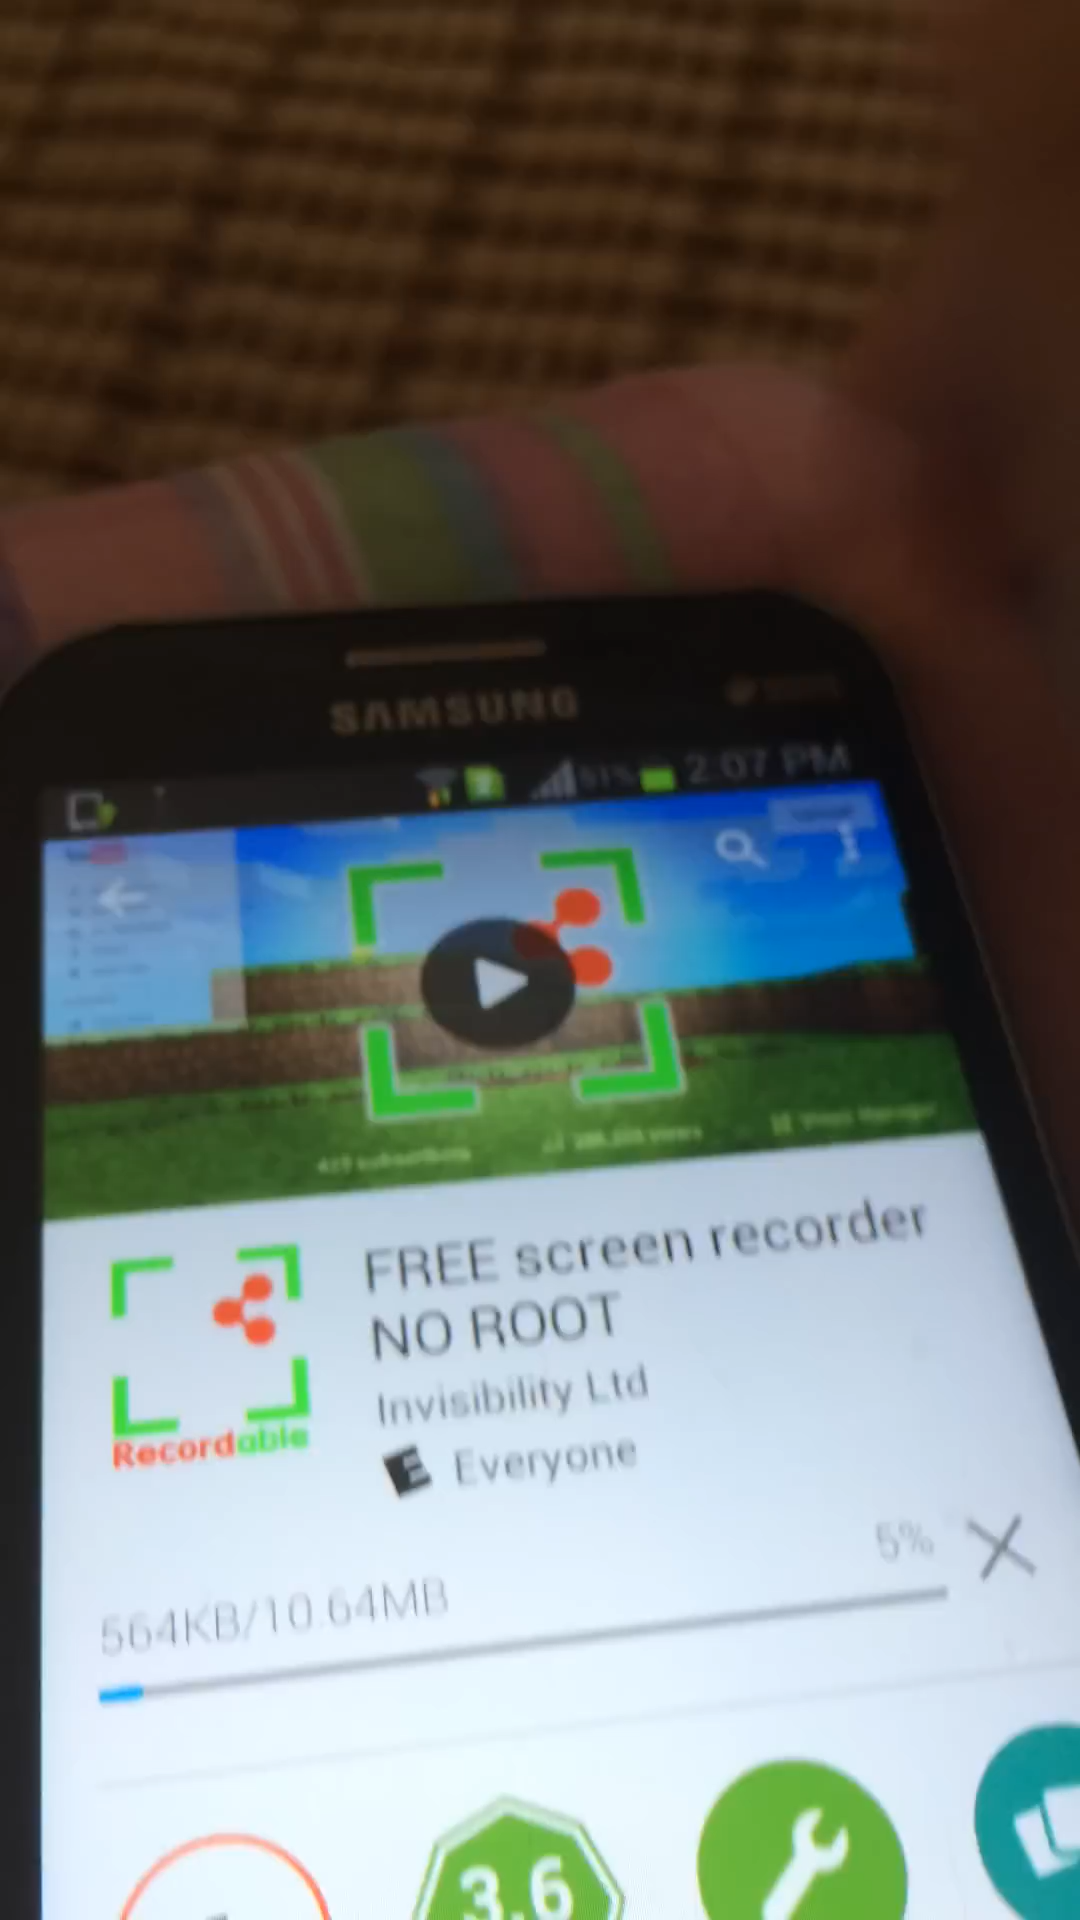 SAMSUNG
51% 2:07 PM
FREE screen recorder
NO ROOT
Invisibility Ltd
Recordable
E Everyone
5%
564KB/10.64MB
3.6